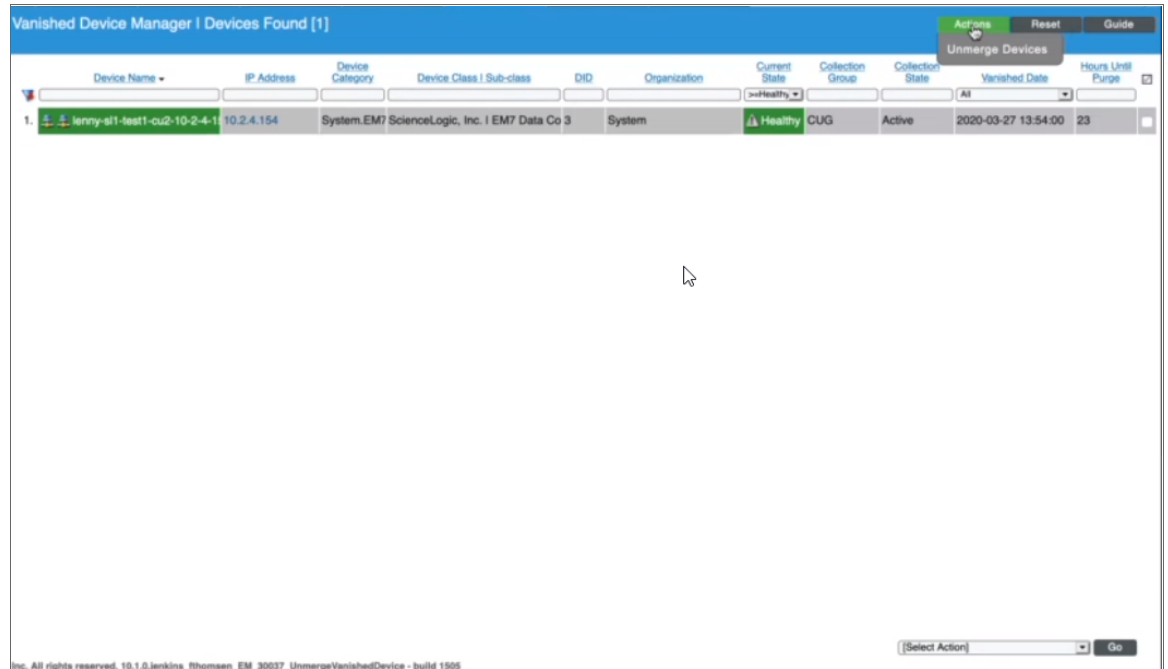 Vanished Device Manager | Devices Found [1]
Actions Reset Guide
Unmerge Devices
Device Name IP Address Device Category Device Class | Sub-class DID Organization Current State Collection Group Collection State Vanished Date Hours Until Purge
>=Healthy All
1. lenny-sl1-test1-cu2-10-2-4-15 10.2.4.154 System.EM7 ScienceLogic, Inc. | EM7 Data Co 3 System Healthy CUG Active 2020-03-27 13:54:00 23
[Select Action] Go
Inc. All rights reserved. 10.1.0.jenkins_fthomsen_EM_30037_UnmergeVanishedDevice - build 1505